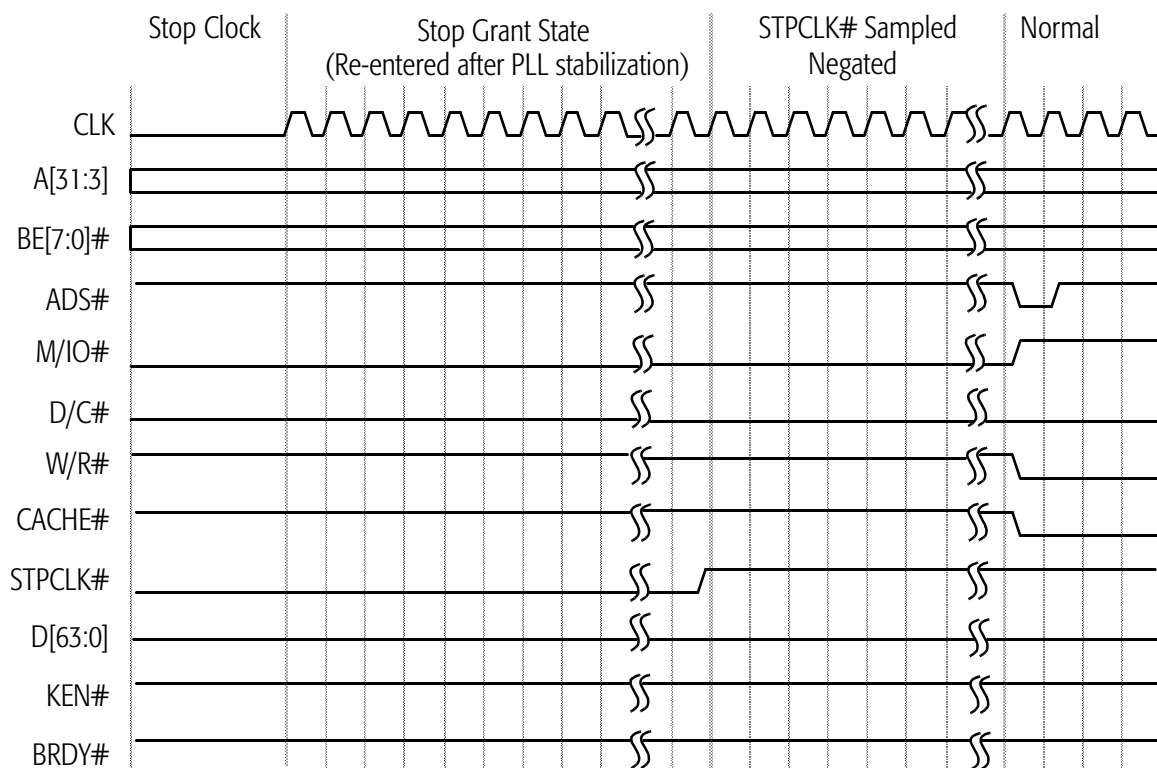 Stop Clock
Stop Grant State
(Re-entered after PLL stabilization)
STPCLK# Sampled
Negated
Normal
CLK
A[31:3]
BE[7:0]#
ADS#
M/IO#
D/C#
W/R#
CACHE#
STPCLK#
D[63:0]
KEN#
BRDY#